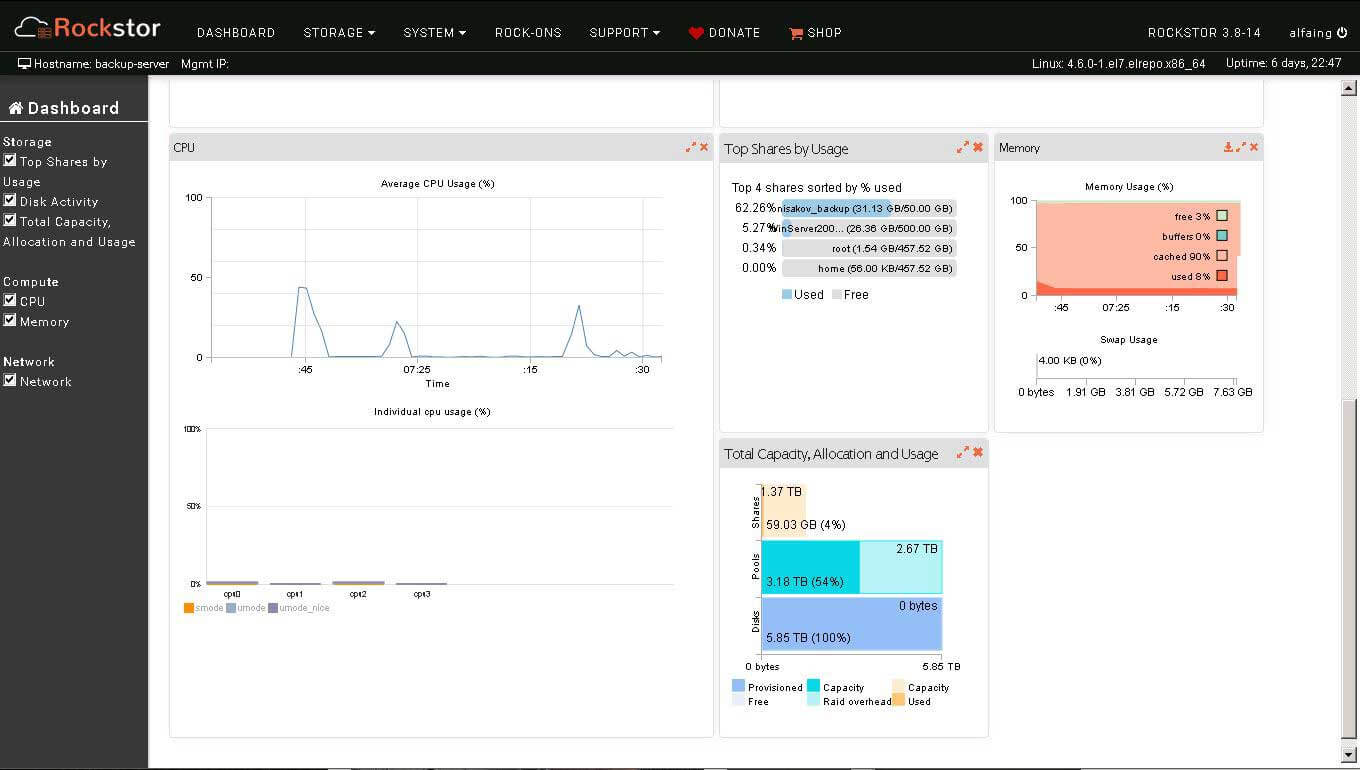 Rockstor DASHBOARD STORAGE SYSTEM ROCK-ONS SUPPORT DONATE SHOP ROCKSTOR 3.8-14 alfaing
Hostname: backup-server Mgmt IP: Linux: 4.6.0-1.el7.elrepo.x86_64 Uptime: 6 days, 22:47
Dashboard
Storage
Top Shares by
Usage
Disk Activity
Total Capacity,
Allocation and Usage
Compute
CPU
Memory
Network
Network
CPU
Average CPU Usage (%)
100
50
0
:45 07:25 :15 :30
Time
Individual cpu usage (%)
100%
50%
0%
cpu0 cpu1 cpu2 cpu3
smode umode umode_nice
Top Shares by Usage
Top 4 shares sorted by % used
62.26% nisakov_backup (31.13 GB/50.00 GB)
5.27% WinServer200... (26.36 GB/500.00 GB)
0.34% root (1.54 GB/457.52 GB)
0.00% home (56.00 KB/457.52 GB)
Used Free
Memory
Memory Usage (%)
100
50
0
free 3%
buffers 0%
cached 90%
used 8%
:45 07:25 :15 :30
Swap Usage
4.00 KB (0%)
0 bytes 1.91 GB 3.81 GB 5.72 GB 7.63 GB
Total Capacity, Allocation and Usage
Shares
1.37 TB
59.03 GB (4%)
Pools
2.67 TB
3.18 TB (54%)
Disks
0 bytes
5.85 TB (100%)
0 bytes 5.85 TB
Provisioned Capacity Capacity
Free Raid overhead Used